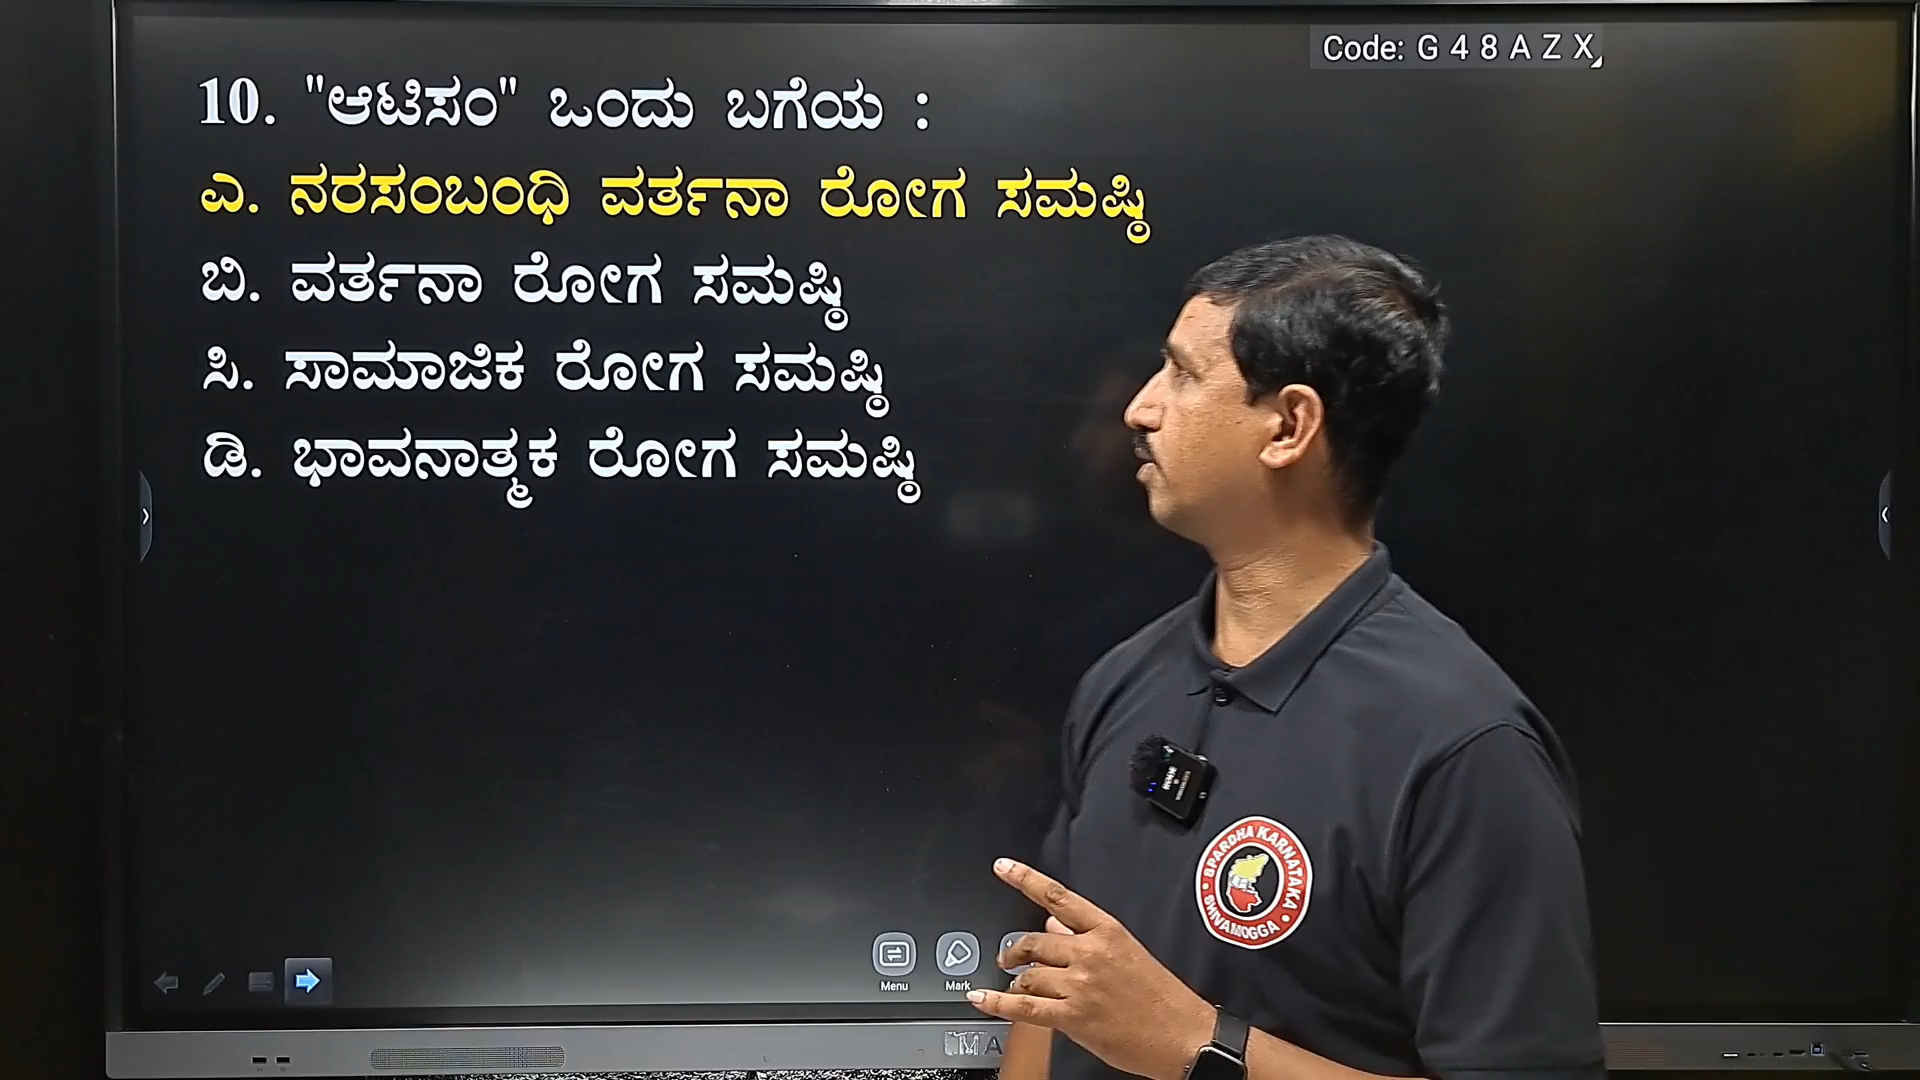 Code: G 4 8 A Z X
10. "ಆಟಿಸಂ" ಒಂದು ಬಗೆಯ :
ಎ. ನರಸಂಬಂಧಿ ವರ್ತನಾ ರೋಗ ಸಮಷ್ಠಿ
ಬಿ. ವರ್ತನಾ ರೋಗ ಸಮಷ್ಠಿ
ಸಿ. ಸಾಮಾಜಿಕ ರೋಗ ಸಮಷ್ಠಿ
ಡಿ. ಭಾವನಾತ್ಮಕ ರೋಗ ಸಮಷ್ಠಿ
SPARDHA KARNATAKA
SHIVAMOGGA
Menu Mark